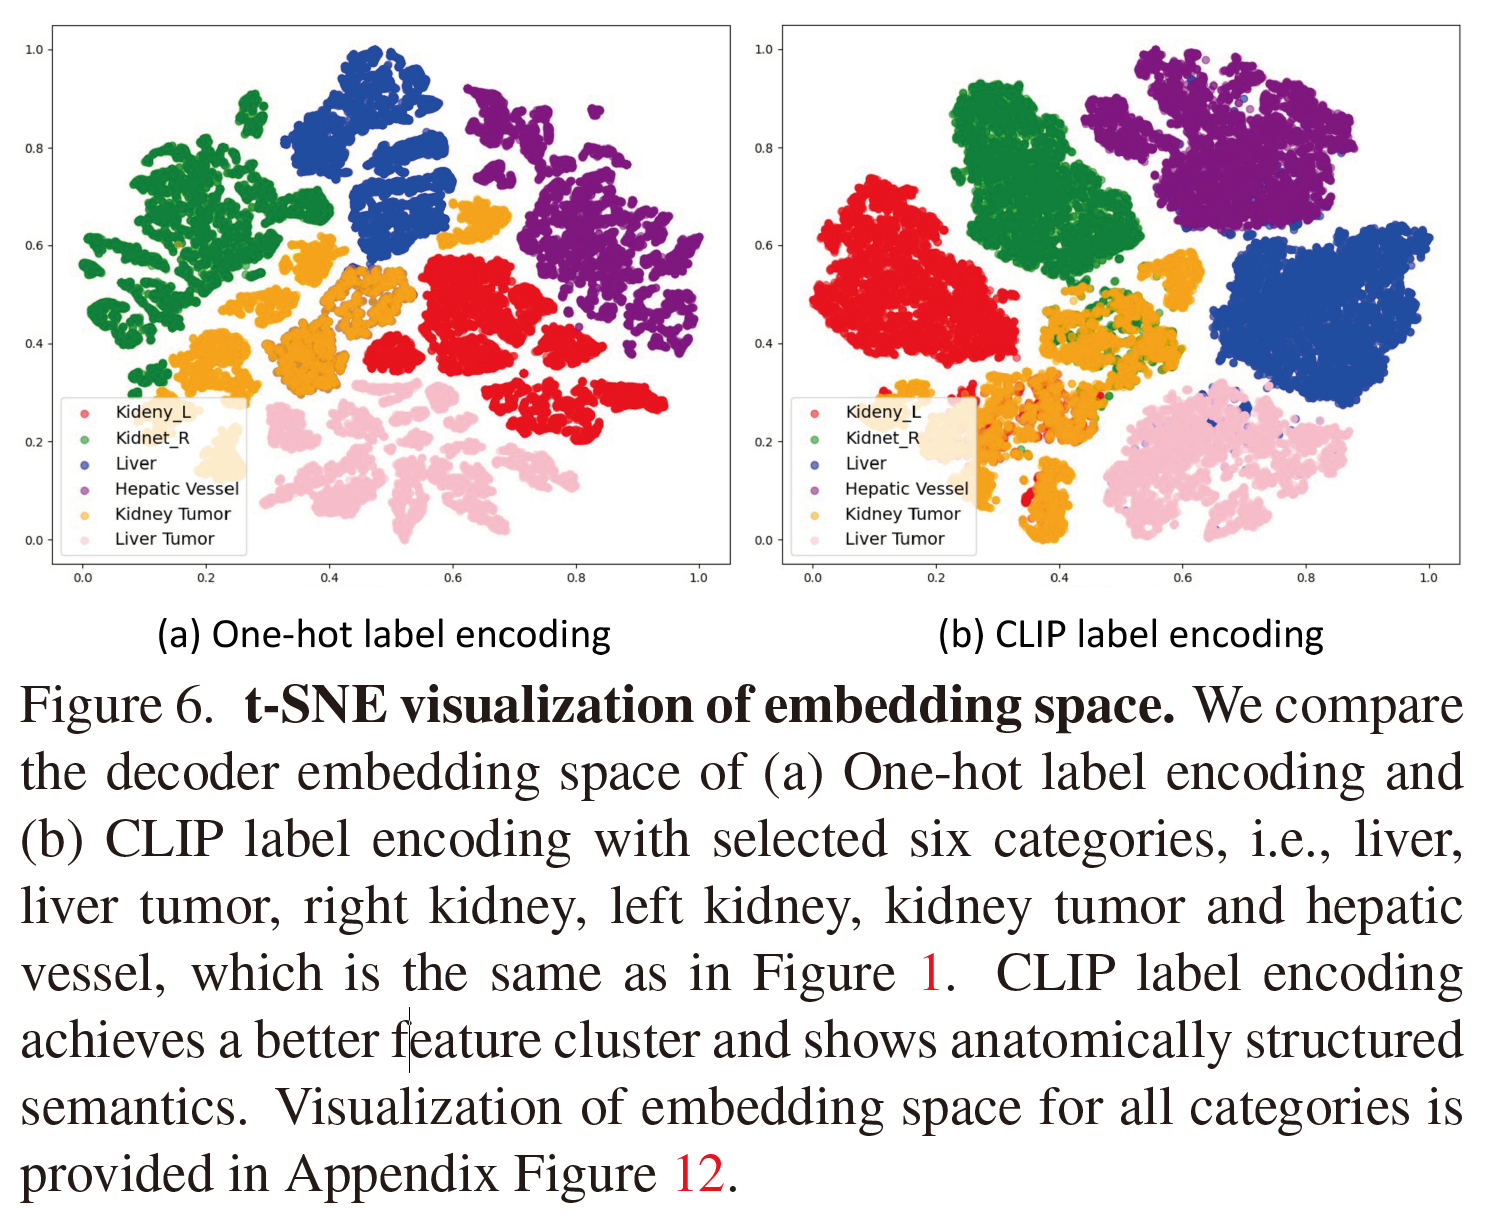 1.0
0.8
0.6
0.4
0.2
0.0
Kideny_L
Kidnet_R
Liver
Hepatic Vessel
Kidney Tumor
Liver Tumor
0.0 0.2 0.4 0.6 0.8 1.0
(a) One-hot label encoding
1.0
0.8
0.6
0.4
0.2
0.0
Kideny_L
Kidnet_R
Liver
Hepatic Vessel
Kidney Tumor
Liver Tumor
0.0 0.2 0.4 0.6 0.8 1.0
(b) CLIP label encoding
Figure 6. t-SNE visualization of embedding space. We compare
the decoder embedding space of (a) One-hot label encoding and
(b) CLIP label encoding with selected six categories, i.e., liver,
liver tumor, right kidney, left kidney, kidney tumor and hepatic
vessel, which is the same as in Figure 1. CLIP label encoding
achieves a better feature cluster and shows anatomically structured
semantics. Visualization of embedding space for all categories is
provided in Appendix Figure 12.